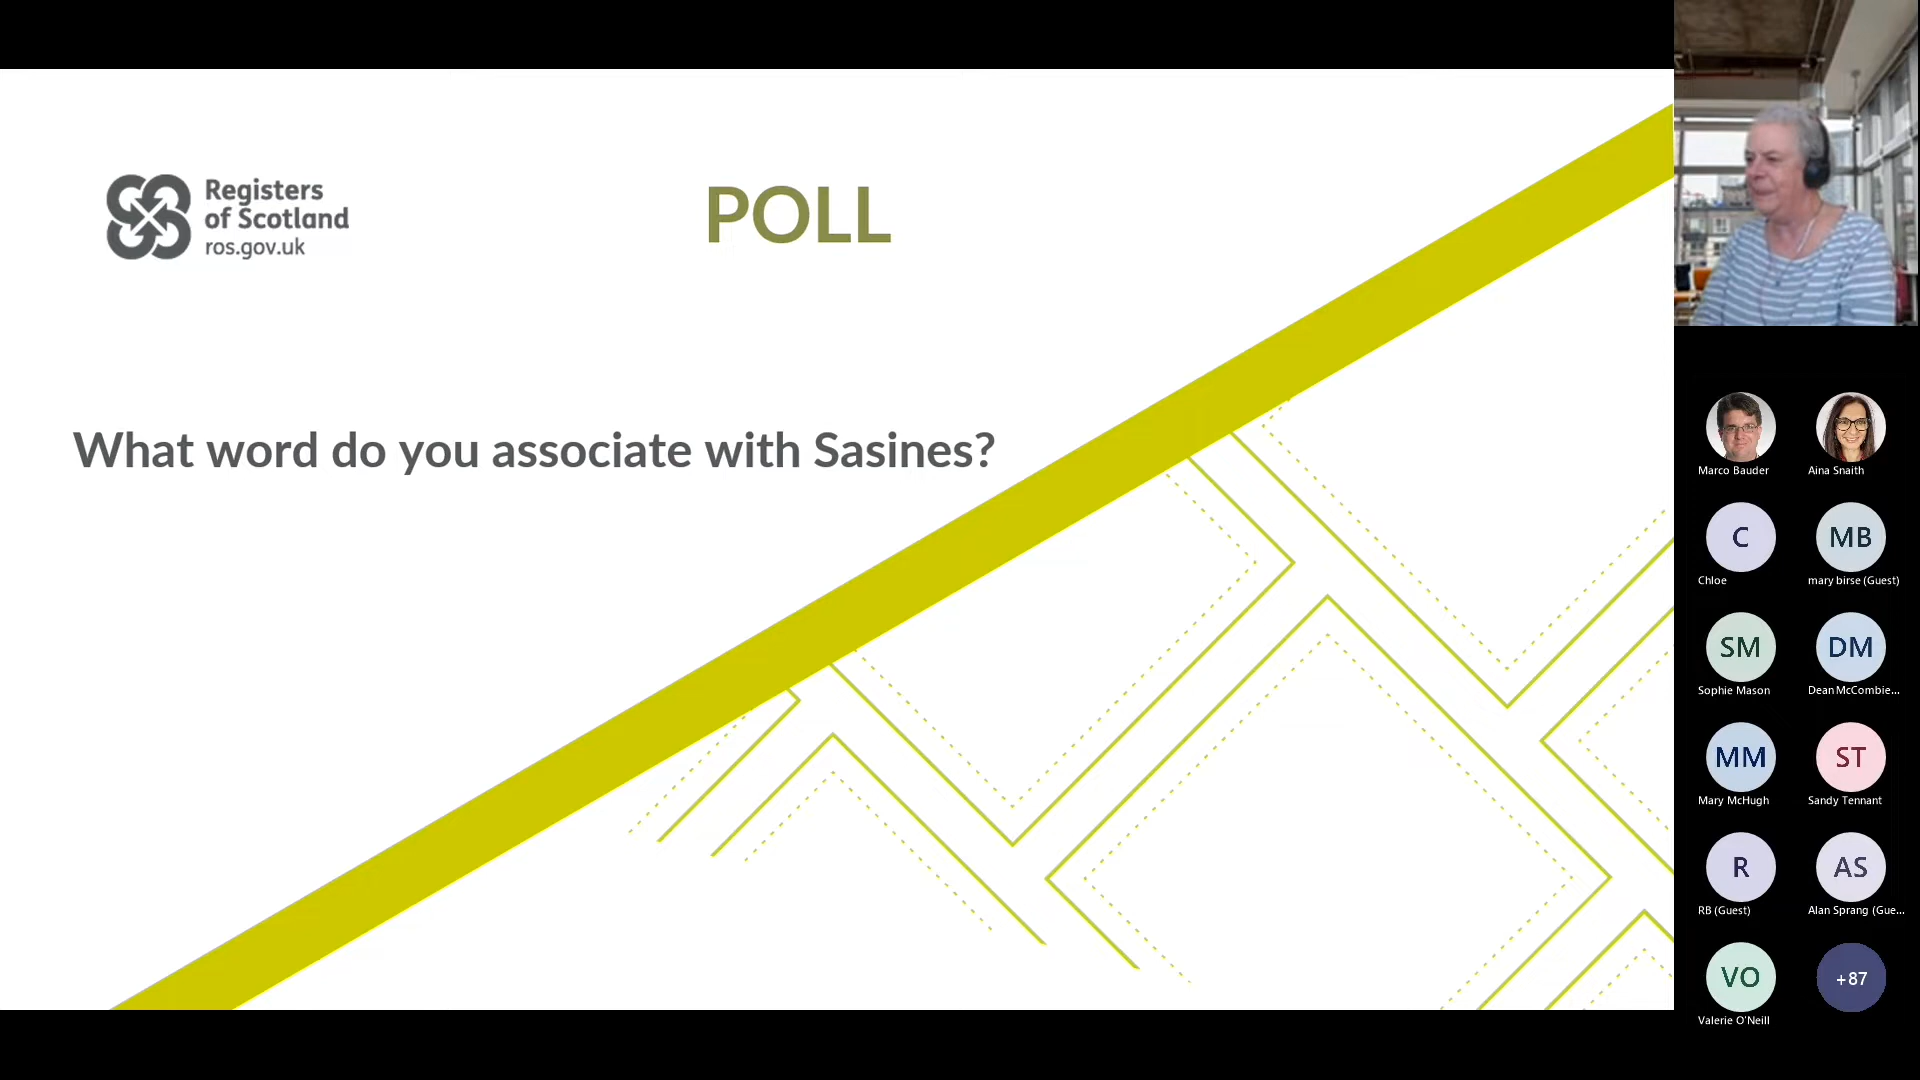 Registers
of Scotland
ros.gov.uk
POLL
What word do you associate with Sasines?
Marco Bauder
Aina Snaith
C
Chloe
MB
mary birse (Guest)
SM
Sophie Mason
DM
Dean McCombie...
MM
Mary McHugh
ST
Sandy Tennant
R
RB (Guest)
AS
Alan Sprang (Gue...
VO
Valerie O'Neill
+87